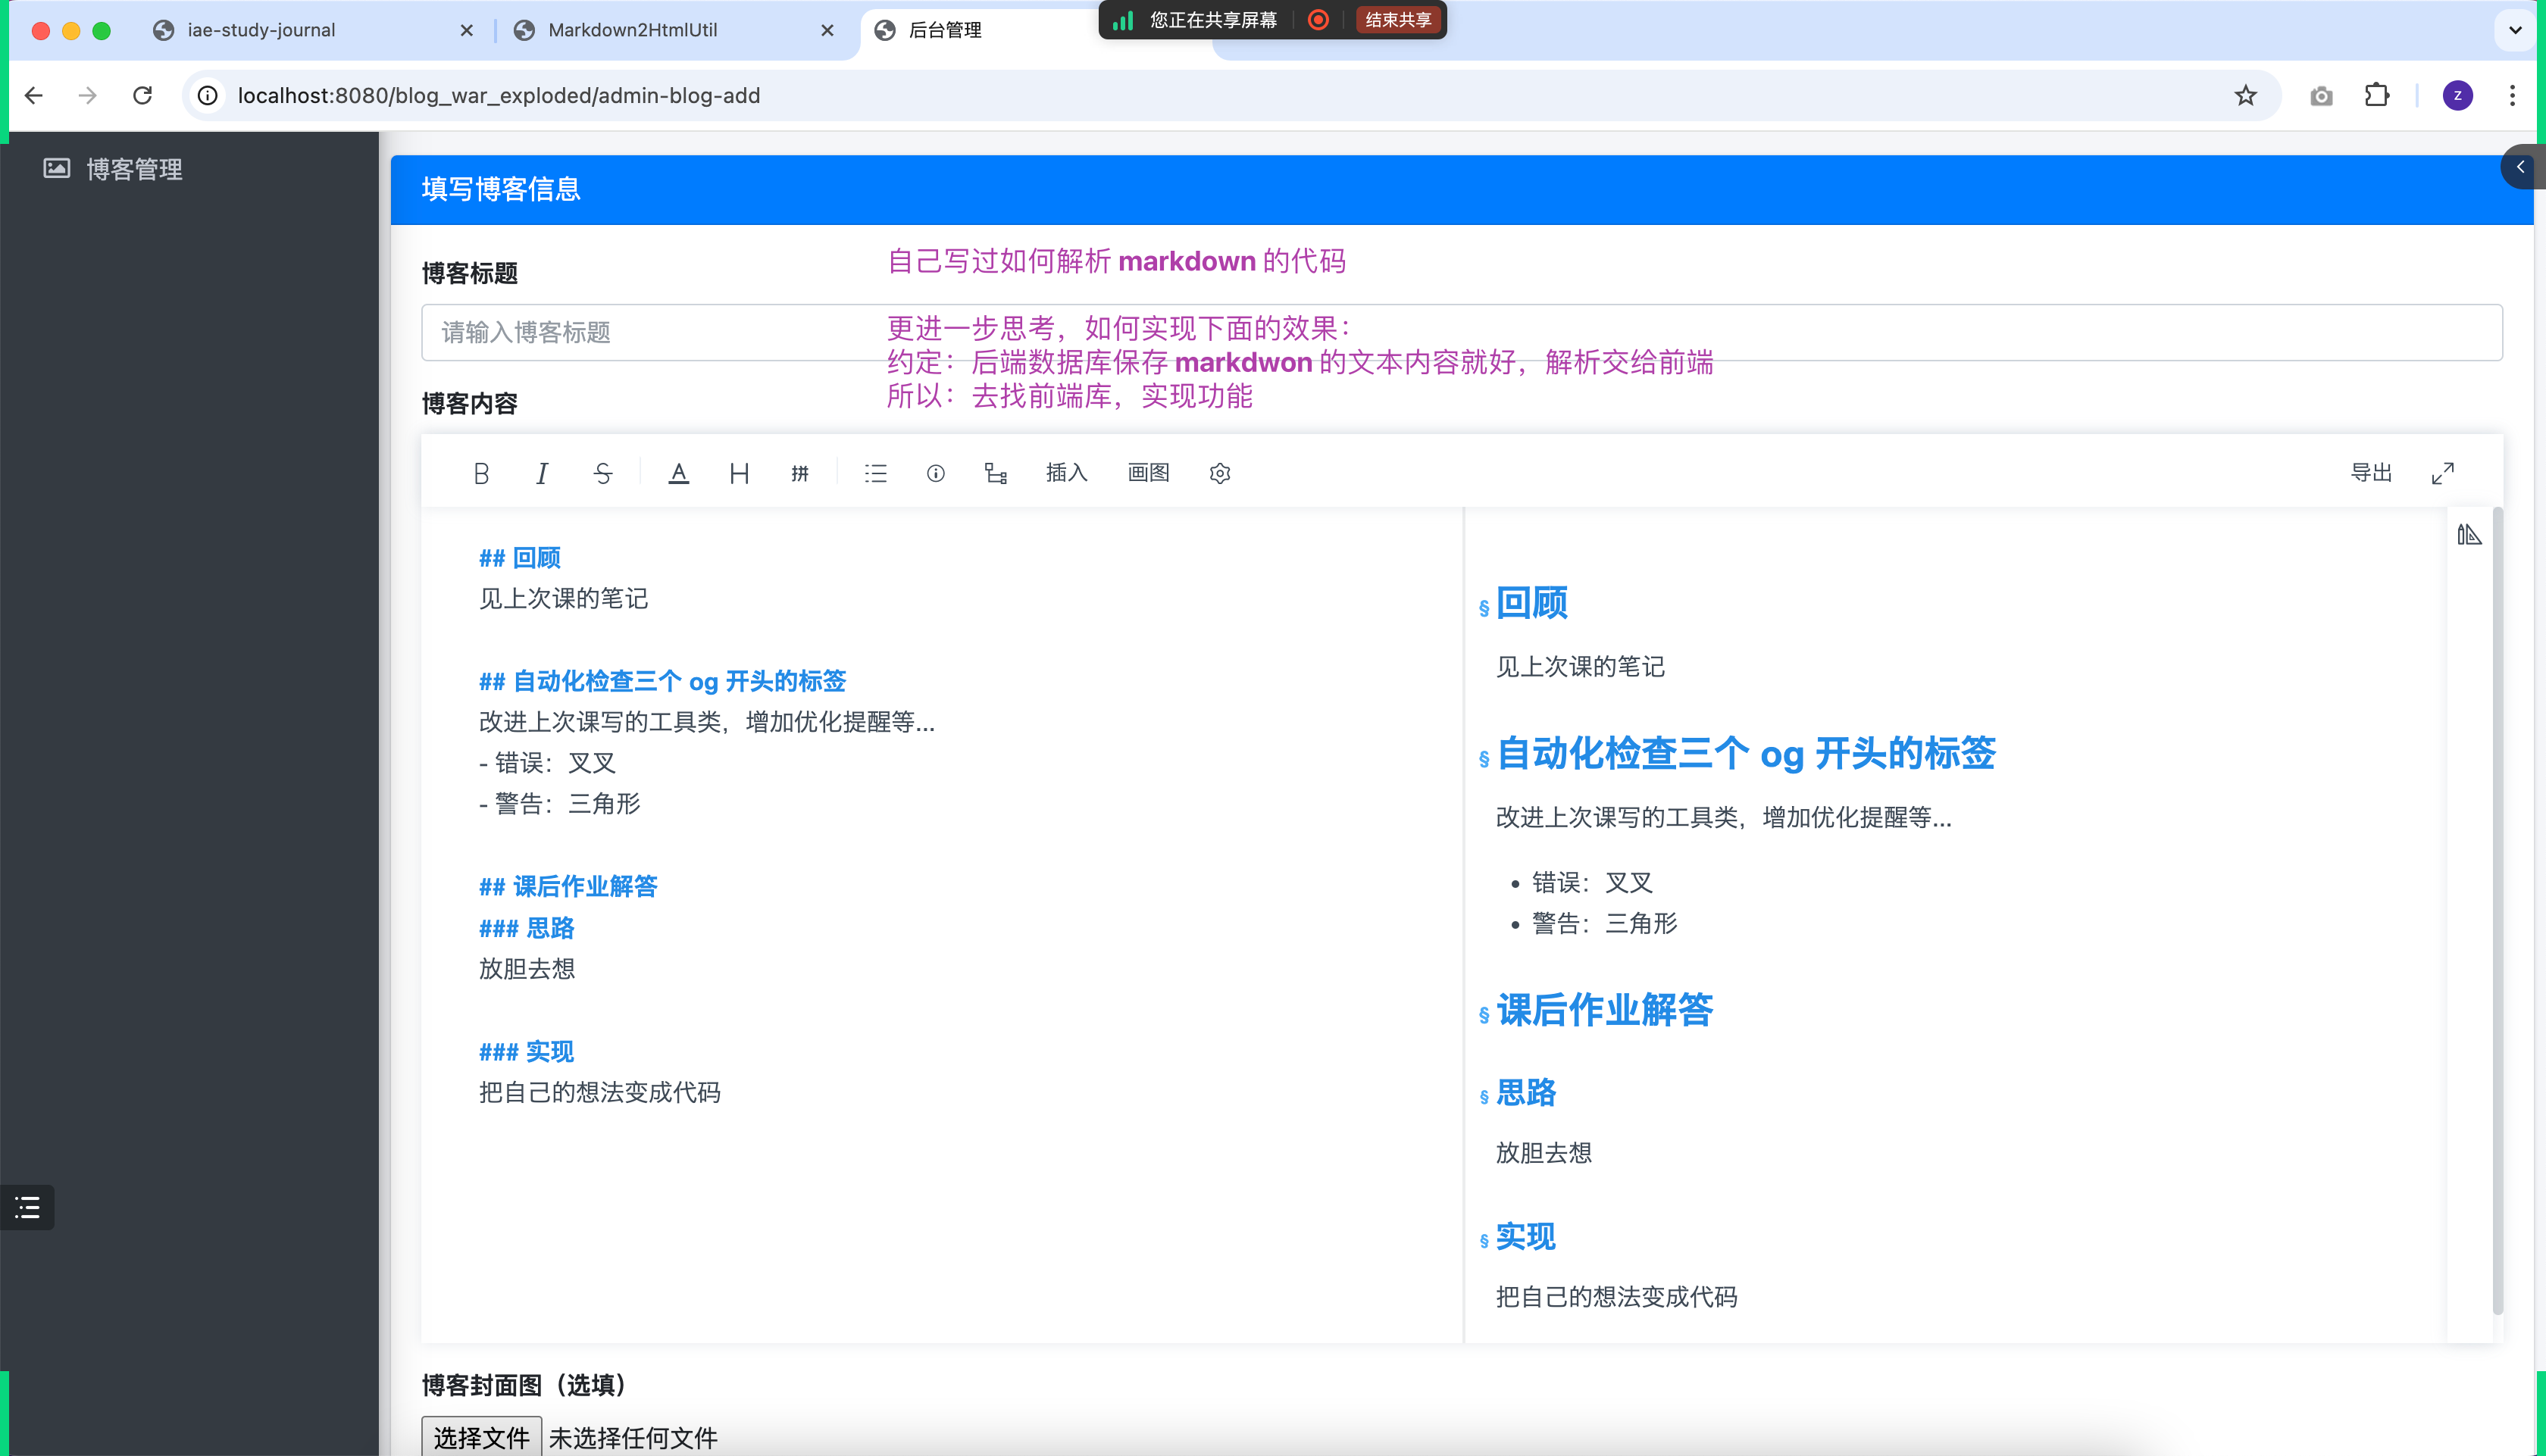 iae-study-journal
Markdown2HtmlUtil
后台管理
您正在共享屏幕
结束共享
localhost:8080/blog_war_exploded/admin-blog-add
z
博客管理
填写博客信息
自己写过如何解析 markdown 的代码
博客标题
请输入博客标题
更进一步思考，如何实现下面的效果：
约定：后端数据库保存 markdwon 的文本内容就好，解析交给前端
所以：去找前端库，实现功能
博客内容
B I S A H 拼 插入 画图 导出
## 回顾
见上次课的笔记
## 自动化检查三个 og 开头的标签
改进上次课写的工具类，增加优化提醒等...
- 错误：叉叉
- 警告：三角形
## 课后作业解答
### 思路
放胆去想
### 实现
把自己的想法变成代码
§ 回顾
见上次课的笔记
§ 自动化检查三个 og 开头的标签
改进上次课写的工具类，增加优化提醒等...
• 错误：叉叉
• 警告：三角形
§ 课后作业解答
§ 思路
放胆去想
§ 实现
把自己的想法变成代码
博客封面图（选填）
选择文件 未选择任何文件